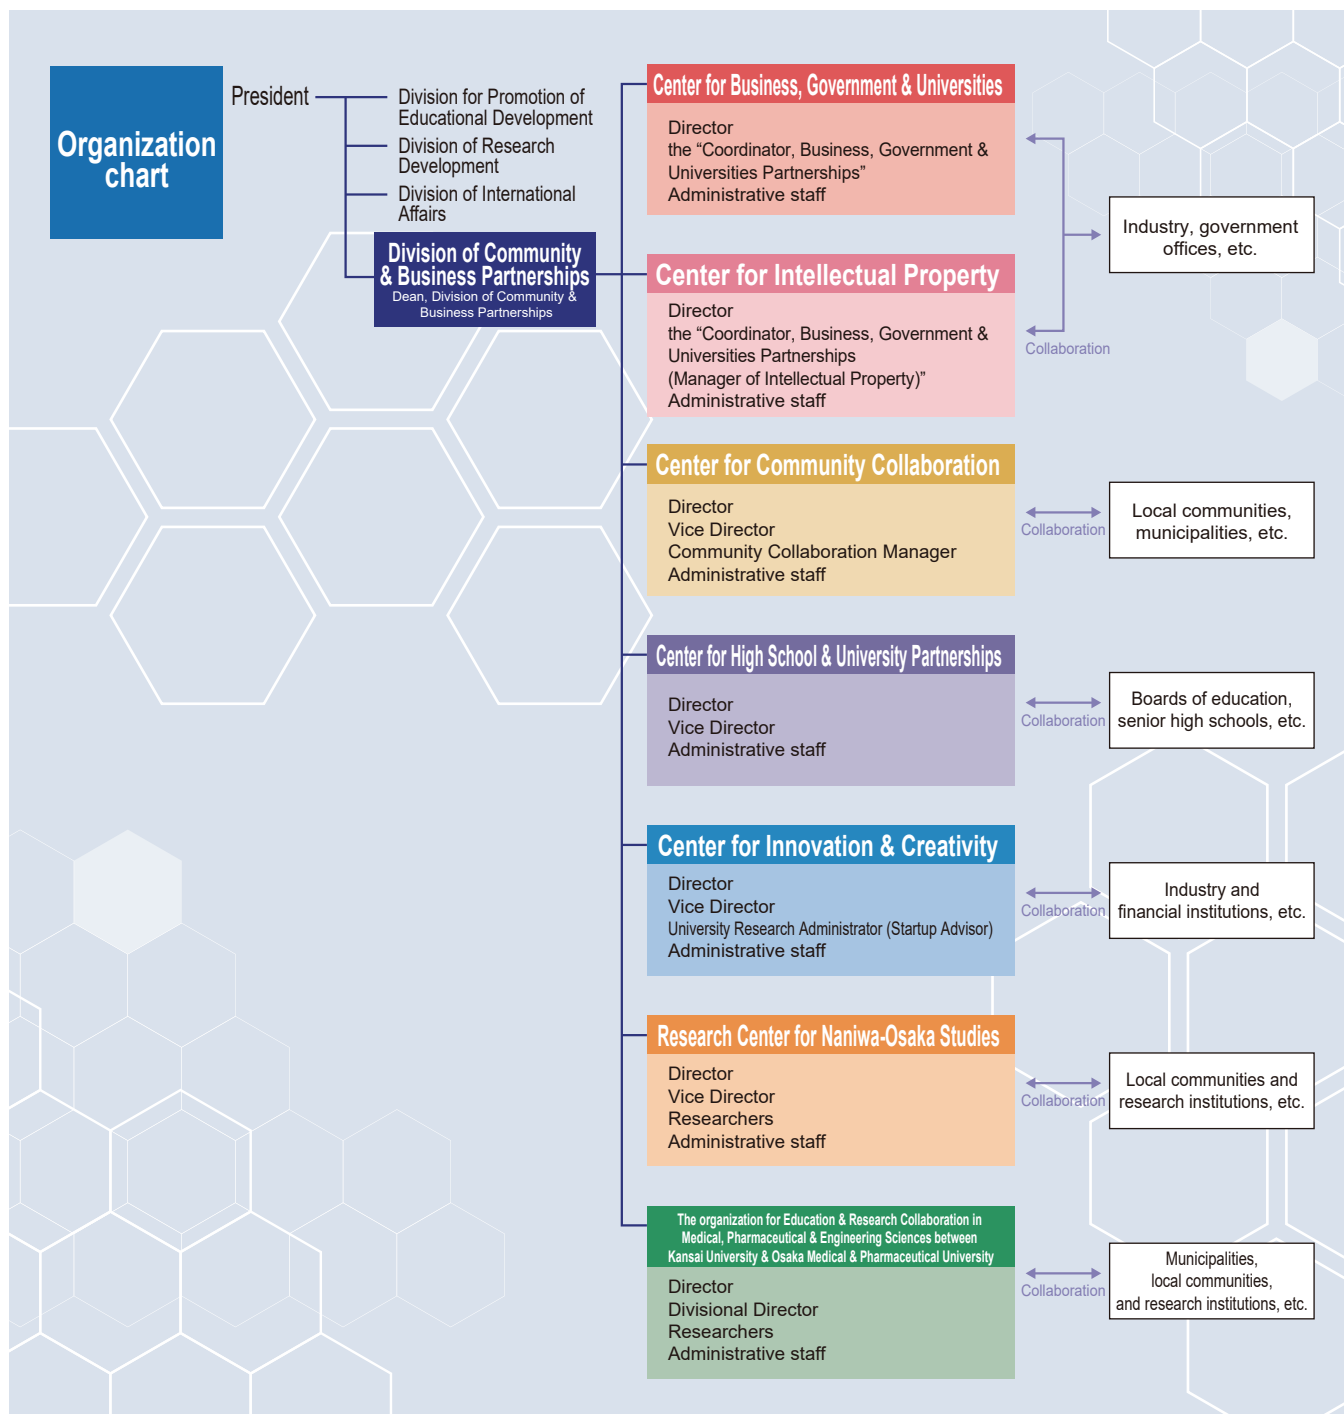 Organization
chart
President
Division for Promotion of
Educational Development
Division of Research
Development
Division of International
Affairs
Division of Community
& Business Partnerships
Dean, Division of Community &
Business Partnerships
Center for Business, Government & Universities
Director
the “Coordinator, Business, Government &
Universities Partnerships”
Administrative staff
Industry, government
offices, etc.
Center for Intellectual Property
Director
the “Coordinator, Business, Government &
Universities Partnerships
(Manager of Intellectual Property)”
Administrative staff
Collaboration
Center for Community Collaboration
Director
Vice Director
Community Collaboration Manager
Administrative staff
Collaboration
Local communities,
municipalities, etc.
Center for High School & University Partnerships
Director
Vice Director
Administrative staff
Collaboration
Boards of education,
senior high schools, etc.
Center for Innovation & Creativity
Director
Vice Director
University Research Administrator (Startup Advisor)
Administrative staff
Collaboration
Industry and
financial institutions, etc.
Research Center for Naniwa-Osaka Studies
Director
Vice Director
Researchers
Administrative staff
Collaboration
Local communities and
research institutions, etc.
The organization for Education & Research Collaboration in
Medical, Pharmaceutical & Engineering Sciences between
Kansai University & Osaka Medical & Pharmaceutical University
Director
Divisional Director
Researchers
Administrative staff
Collaboration
Municipalities,
local communities,
and research institutions, etc.